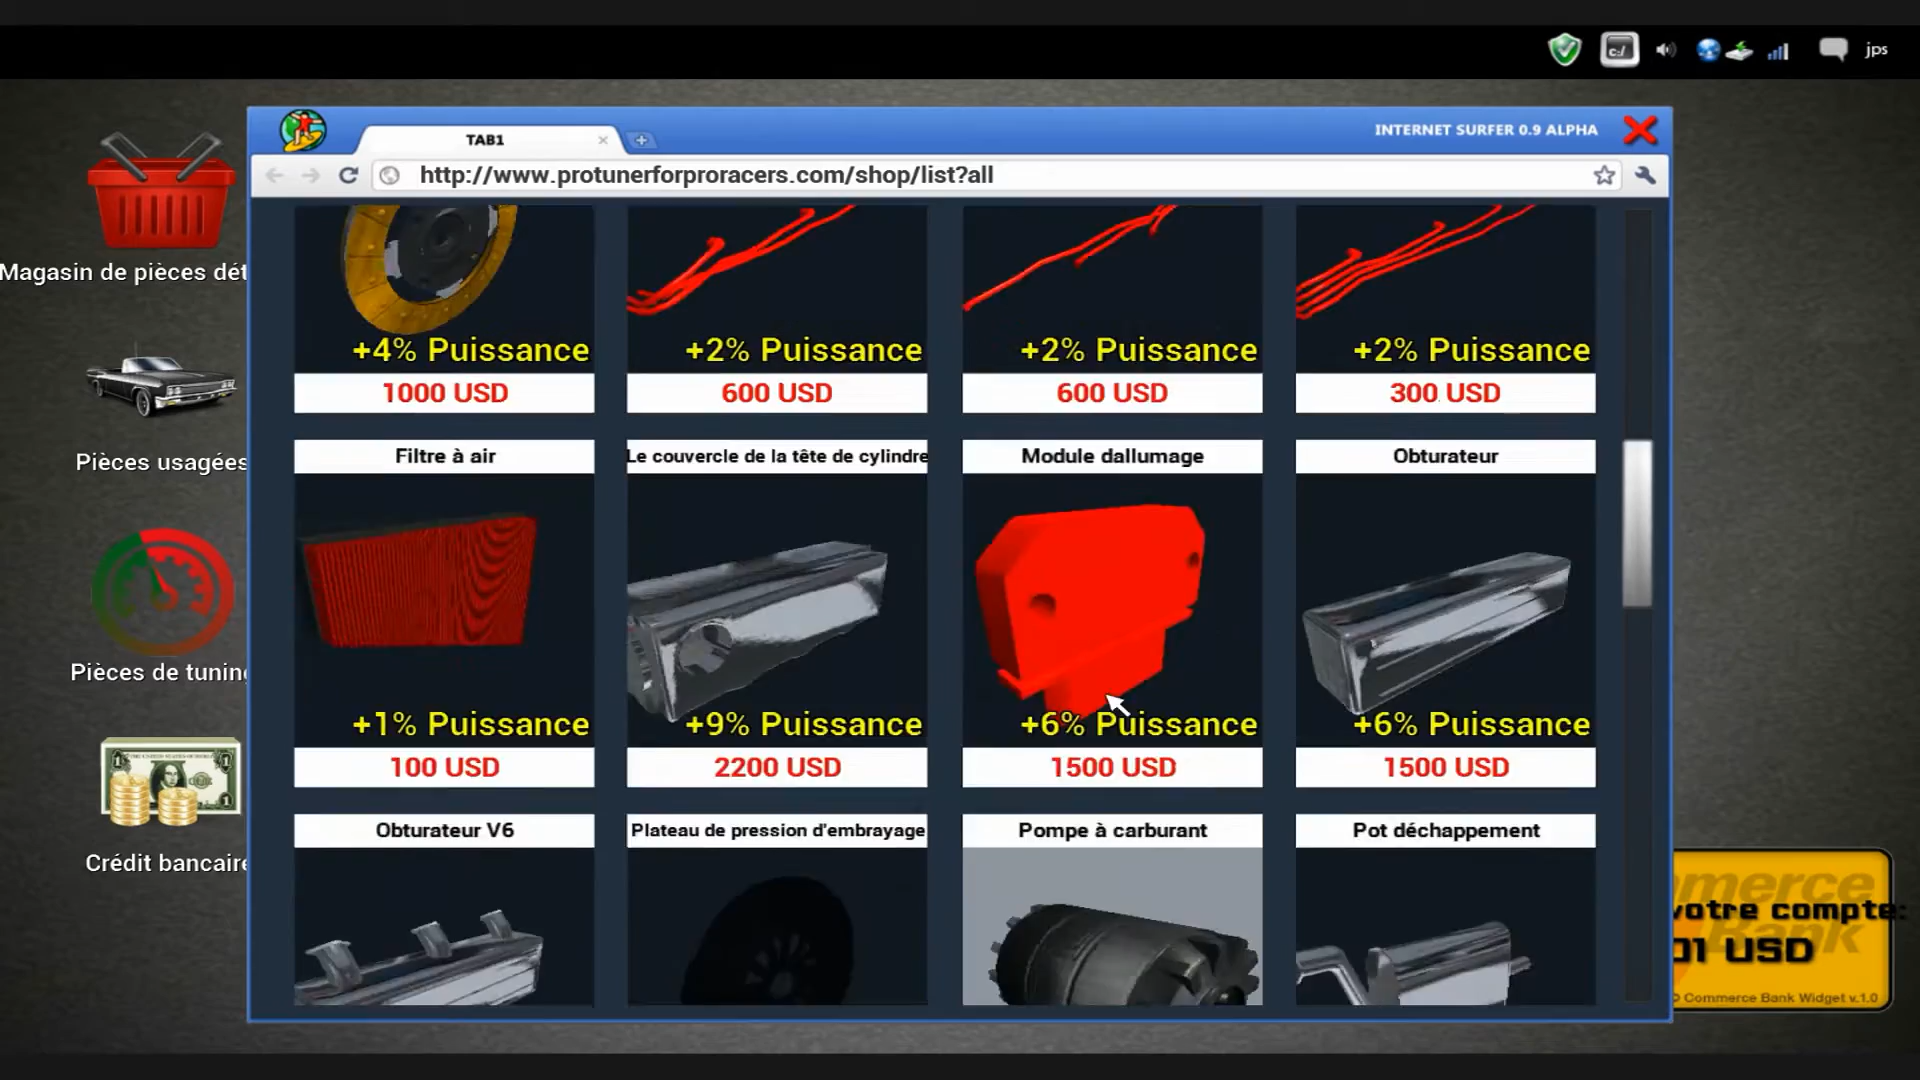 c:/
jps
TAB1
INTERNET SURFER 0.9 ALPHA
http://www.protunerforproracers.com/shop/list?all
Magasin de pièces dét
Pièces usagées
Pièces de tuning
Crédit bancaire
+4% Puissance
+2% Puissance
+2% Puissance
+2% Puissance
1000 USD
600 USD
600 USD
300 USD
Filtre à air
Le couvercle de la tête de cylindre
Module dallumage
Obturateur
+1% Puissance
+9% Puissance
+6% Puissance
+6% Puissance
100 USD
2200 USD
1500 USD
1500 USD
Obturateur V6
Plateau de pression d'embrayage
Pompe à carburant
Pot déchappement
mmerce
Bank
votre compte:
01 USD
Commerce Bank Widget v.1.0